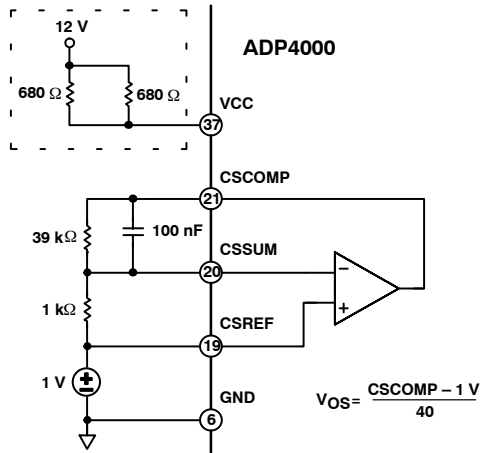 12 V
ADP4000
680 Ω
680 Ω
VCC
37
CSCOMP
21
39 kΩ
100 nF
CSSUM
20
−
1 kΩ
+
CSREF
19
1 V
GND
6
VOS = CSCOMP – 1 V
40